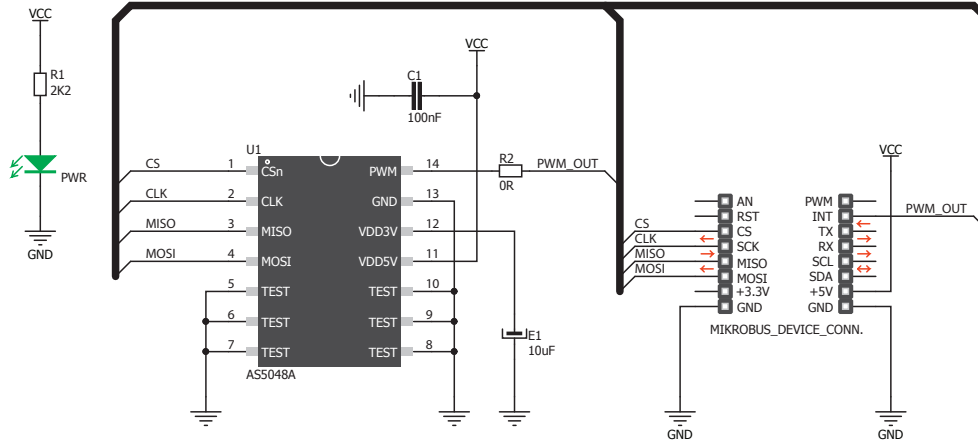 VCC
R1
2K2
PWR
GND
VCC
C1
100nF
U1
CS
CLK
MISO
MOSI
1
2
3
4
5
6
7
CSn
CLK
MISO
MOSI
TEST
TEST
TEST
PWM
GND
VDD3V
VDD5V
TEST
TEST
TEST
14
13
12
11
10
9
8
AS5048A
R2
0R
PWM_OUT
E1
10uF
CS
CLK
MISO
MOSI
AN
RST
CS
SCK
MISO
MOSI
+3.3V
GND
PWM
INT
TX
RX
SCL
SDA
+5V
GND
VCC
PWM_OUT
MIKROBUS_DEVICE_CONN.
GND
GND